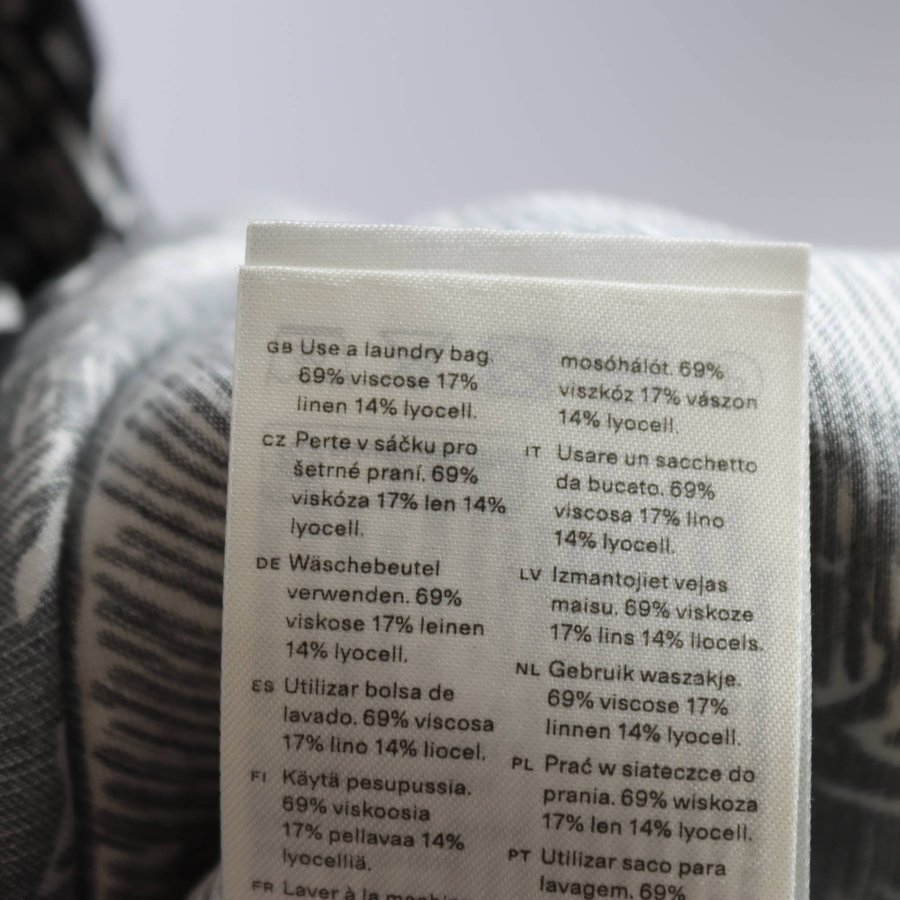 GB Use a laundry bag.
69% viscose 17%
linen 14% lyocell.
CZ Perte v sáčku pro
šetrné praní. 69%
viskóza 17% len 14%
lyocell.
DE Wäschebeutel
verwenden. 69%
viskose 17% leinen
14% lyocell.
ES Utilizar bolsa de
lavado. 69% viscosa
17% lino 14% liocel.
FI Käytä pesupussia.
69% viskoosia
17% pellavaa 14%
lyocelliä.
FR Laver à la
mosóhálót. 69%
viszkóz 17% vászon
14% lyocell.
IT Usare un sacchetto
da bucato. 69%
viscosa 17% lino
14% lyocell.
LV Izmantojiet veļas
maisu. 69% viskoze
17% lins 14% liocels.
NL Gebruik waszakje.
69% viscose 17%
linnen 14% lyocell.
PL Prać w siateczce do
prania. 69% wiskoza
17% len 14% lyocell.
PT Utilizar saco para
lavagem. 69%